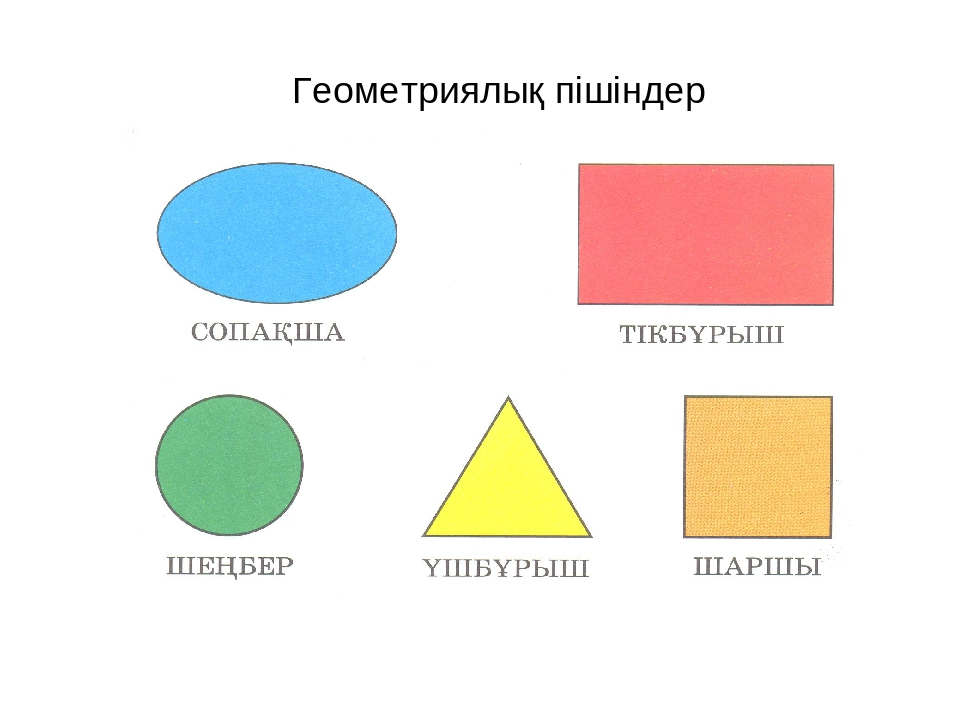 Геометриялық пішіндер
СОПАҚША
ТІКБҰРЫШ
ШЕҢБЕР
ҮШБҰРЫШ
ШАРШЫ